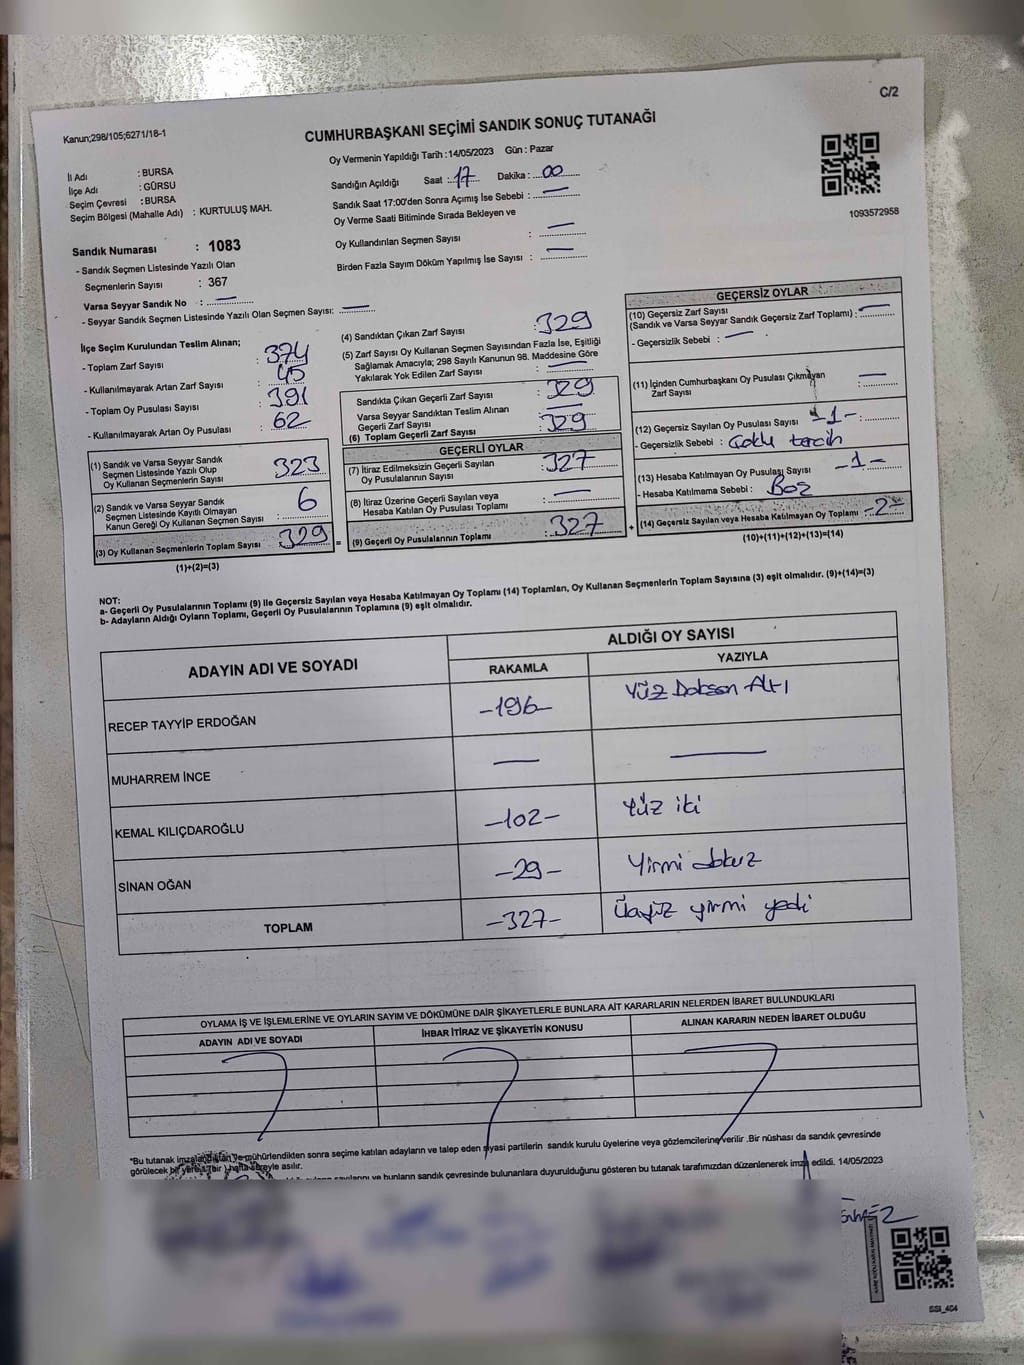 C/2
Kanun;298/105;6271/18-1
CUMHURBAŞKANI SEÇİMİ SANDIK SONUÇ TUTANAĞI
Oy Vermenin Yapıldığı Tarih :14/05/2023 Gün : Pazar
İl Adı : BURSA
İlçe Adı : GÜRSU
Seçim Çevresi : BURSA
Seçim Bölgesi (Mahalle Adı) : KURTULUŞ MAH.
Sandığın Açıldığı Saat : 17 Dakika : 00
Sandık Saat 17:00'den Sonra Açımış İse Sebebi : —
Oy Verme Saati Bitiminde Sırada Bekleyen ve
Oy Kullandırılan Seçmen Sayısı : —
Birden Fazla Sayım Döküm Yapılmış İse Sayısı : —
1093572958
Sandık Numarası : 1083
- Sandık Seçmen Listesinde Yazılı Olan
Seçmenlerin Sayısı : 367
Varsa Seyyar Sandık No : —
- Seyyar Sandık Seçmen Listesinde Yazılı Olan Seçmen Sayısı: —
İlçe Seçim Kurulundan Teslim Alınan;
- Toplam Zarf Sayısı : 374
- Kullanılmayarak Artan Zarf Sayısı : 45
- Toplam Oy Pusulası Sayısı : 391
- Kullanılmayarak Artan Oy Pusulası : 62
(1) Sandık ve Varsa Seyyar Sandık
Seçmen Listesinde Yazılı Olup
Oy Kullanan Seçmenlerin Sayısı : 323
(2) Sandık ve Varsa Seyyar Sandık
Seçmen Listesinde Kayıtlı Olmayan
Kanun Gereği Oy Kullanan Seçmen Sayısı : 6
(3) Oy Kullanan Seçmenlerin Toplam Sayısı : 329
(1)+(2)=(3)
(4) Sandıktan Çıkan Zarf Sayısı : 329
(5) Zarf Sayısı Oy Kullanan Seçmen Sayısından Fazla İse, Eşitliği
Sağlamak Amacıyla; 298 Sayılı Kanunun 98. Maddesine Göre
Yakılarak Yok Edilen Zarf Sayısı : —
Sandıkta Çıkan Geçerli Zarf Sayısı : 329
Varsa Seyyar Sandıktan Teslim Alınan
Geçerli Zarf Sayısı : —
(6) Toplam Geçerli Zarf Sayısı : 329
GEÇERLİ OYLAR
(7) İtiraz Edilmeksizin Geçerli Sayılan
Oy Pusulalarının Sayısı : 327
(8) İtiraz Üzerine Geçerli Sayılan veya
Hesaba Katılan Oy Pusulası Toplamı : —
= (9) Geçerli Oy Pusulalarının Toplamı : 327
GEÇERSİZ OYLAR
(10) Geçersiz Zarf Sayısı
(Sandık ve Varsa Seyyar Sandık Geçersiz Zarf Toplamı) : —
- Geçersizlik Sebebi : —
(11) İçinden Cumhurbaşkanı Oy Pusulası Çıkmayan
Zarf Sayısı : —
(12) Geçersiz Sayılan Oy Pusulası Sayısı : -1-
- Geçersizlik Sebebi : Çoklu tercih
(13) Hesaba Katılmayan Oy Pusulası Sayısı -1-
- Hesaba Katılmama Sebebi : Boz
+ (14) Geçersiz Sayılan veya Hesaba Katılmayan Oy Toplamı : -2-
(10)+(11)+(12)+(13)=(14)
NOT:
a- Geçerli Oy Pusulalarının Toplamı (9) ile Geçersiz Sayılan veya Hesaba Katılmayan Oy Toplamı (14) Toplamları, Oy Kullanan Seçmenlerin Toplam Sayısına (3) eşit olmalıdır. (9)+(14)=(3)
b- Adayların Aldığı Oyların Toplamı, Geçerli Oy Pusulalarının Toplamına (9) eşit olmalıdır.
ADAYIN ADI VE SOYADI ALDIĞI OY SAYISI
RAKAMLA YAZIYLA
RECEP TAYYİP ERDOĞAN -196- Yüz Doksan Altı
MUHARREM İNCE — —
KEMAL KILIÇDAROĞLU -102- Yüz iki
SİNAN OĞAN -29- Yirmi dokuz
TOPLAM -327- Üçyüz yirmi yedi
OYLAMA İŞ VE İŞLEMLERİNE VE OYLARIN SAYIM VE DÖKÜMÜNE DAİR ŞİKAYETLERLE BUNLARA AİT KARARLARIN NELERDEN İBARET BULUNDUKLARI
ADAYIN ADI VE SOYADI İHBAR İTİRAZ VE ŞİKAYETİN KONUSU ALINAN KARARIN NEDEN İBARET OLDUĞU
*Bu tutanak imzalandıktan ve mühürlendikten sonra seçime katılan adayların ve talep eden siyasi partilerin sandık kurulu üyelerine veya gözlemcilerine verilir .Bir nüshası da sandık çevresinde
görülecek bir yere 1 (bir ) hafta süreyle asılır.
sayılarını ve bunların sandık çevresinde bulunanlara duyurulduğunu gösteren bu tutanak tarafımızdan düzenlenerek imza edildi. 14/05/2023
SSI_404